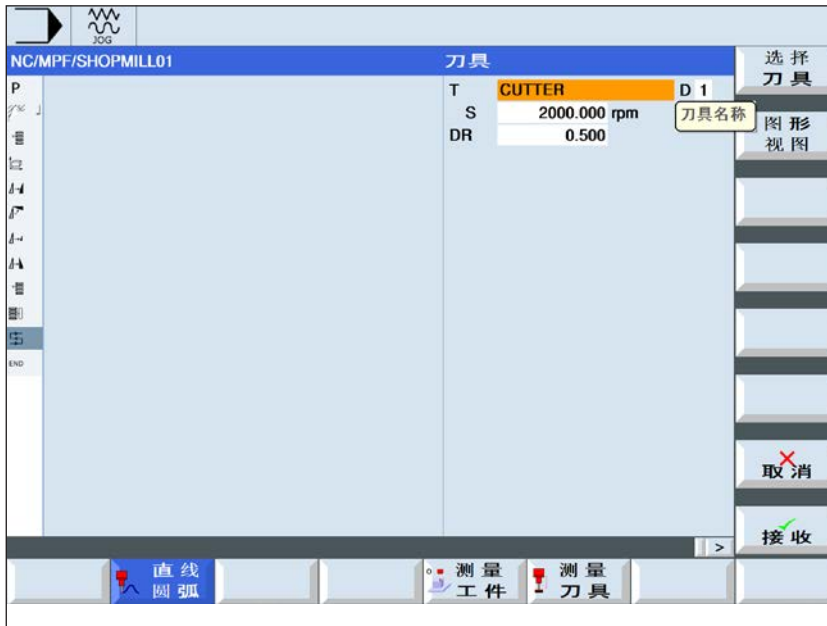 JOG
NC/MPF/SHOPMILL01
刀具
选择
刀具
P
T CUTTER D 1
S 2000.000 rpm
刀具名称
DR 0.500
图形
视图
END
取消
接收
>
直线
圆弧
测量
工件
测量
刀具